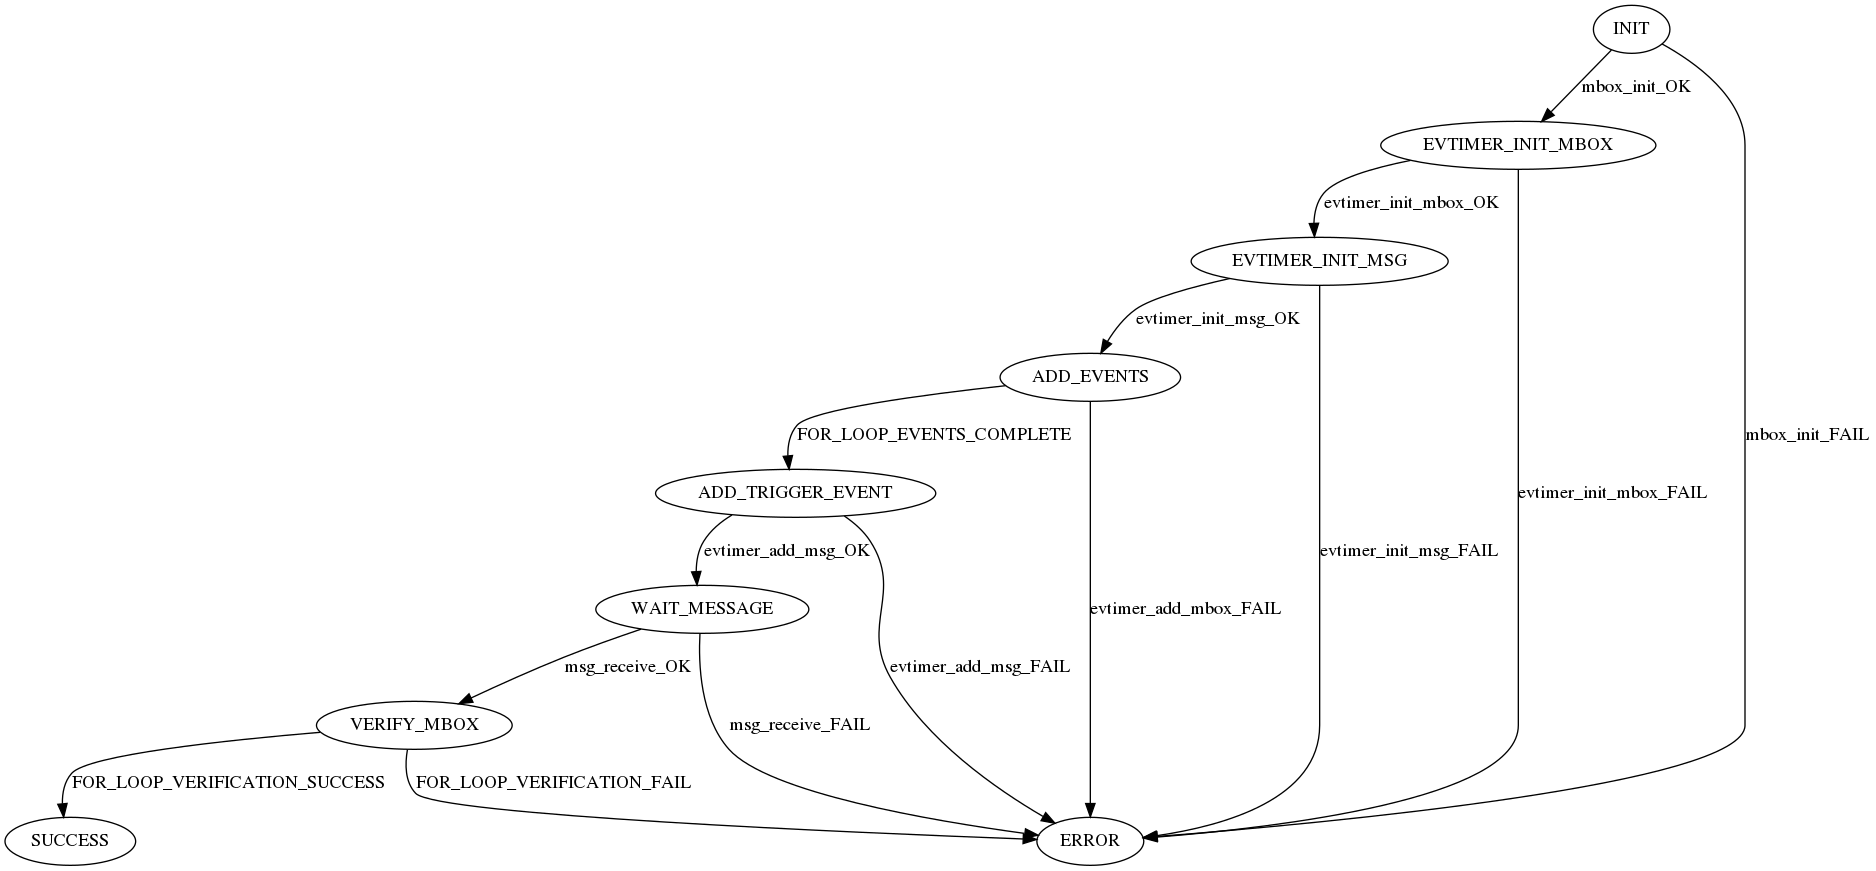 INIT
mbox_init_OK
EVTIMER_INIT_MBOX
evtimer_init_mbox_OK
EVTIMER_INIT_MSG
evtimer_init_msg_OK
ADD_EVENTS
FOR_LOOP_EVENTS_COMPLETE
mbox_init_FAIL
ADD_TRIGGER_EVENT
evtimer_init_mbox_FAIL
evtimer_add_msg_OK
evtimer_init_msg_FAIL
WAIT_MESSAGE
evtimer_add_mbox_FAIL
msg_receive_OK
evtimer_add_msg_FAIL
VERIFY_MBOX
msg_receive_FAIL
FOR_LOOP_VERIFICATION_SUCCESS
FOR_LOOP_VERIFICATION_FAIL
SUCCESS
ERROR